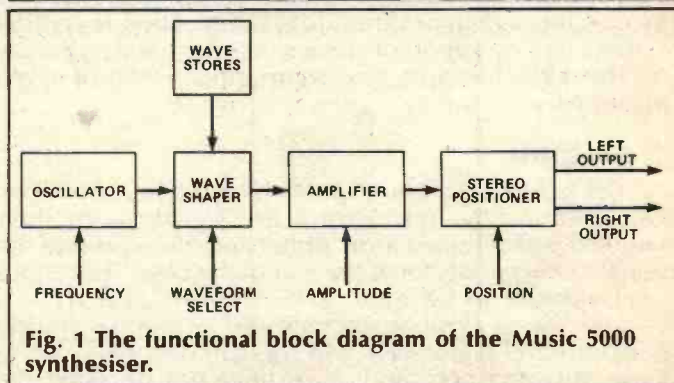 WAVE
STORES
LEFT
OUTPUT
OSCILLATOR
WAVE
SHAPER
AMPLIFIER
STEREO
POSITIONER
RIGHT
OUTPUT
FREQUENCY
WAVEFORM
SELECT
AMPLITUDE
POSITION
Fig. 1 The functional block diagram of the Music 5000
synthesiser.